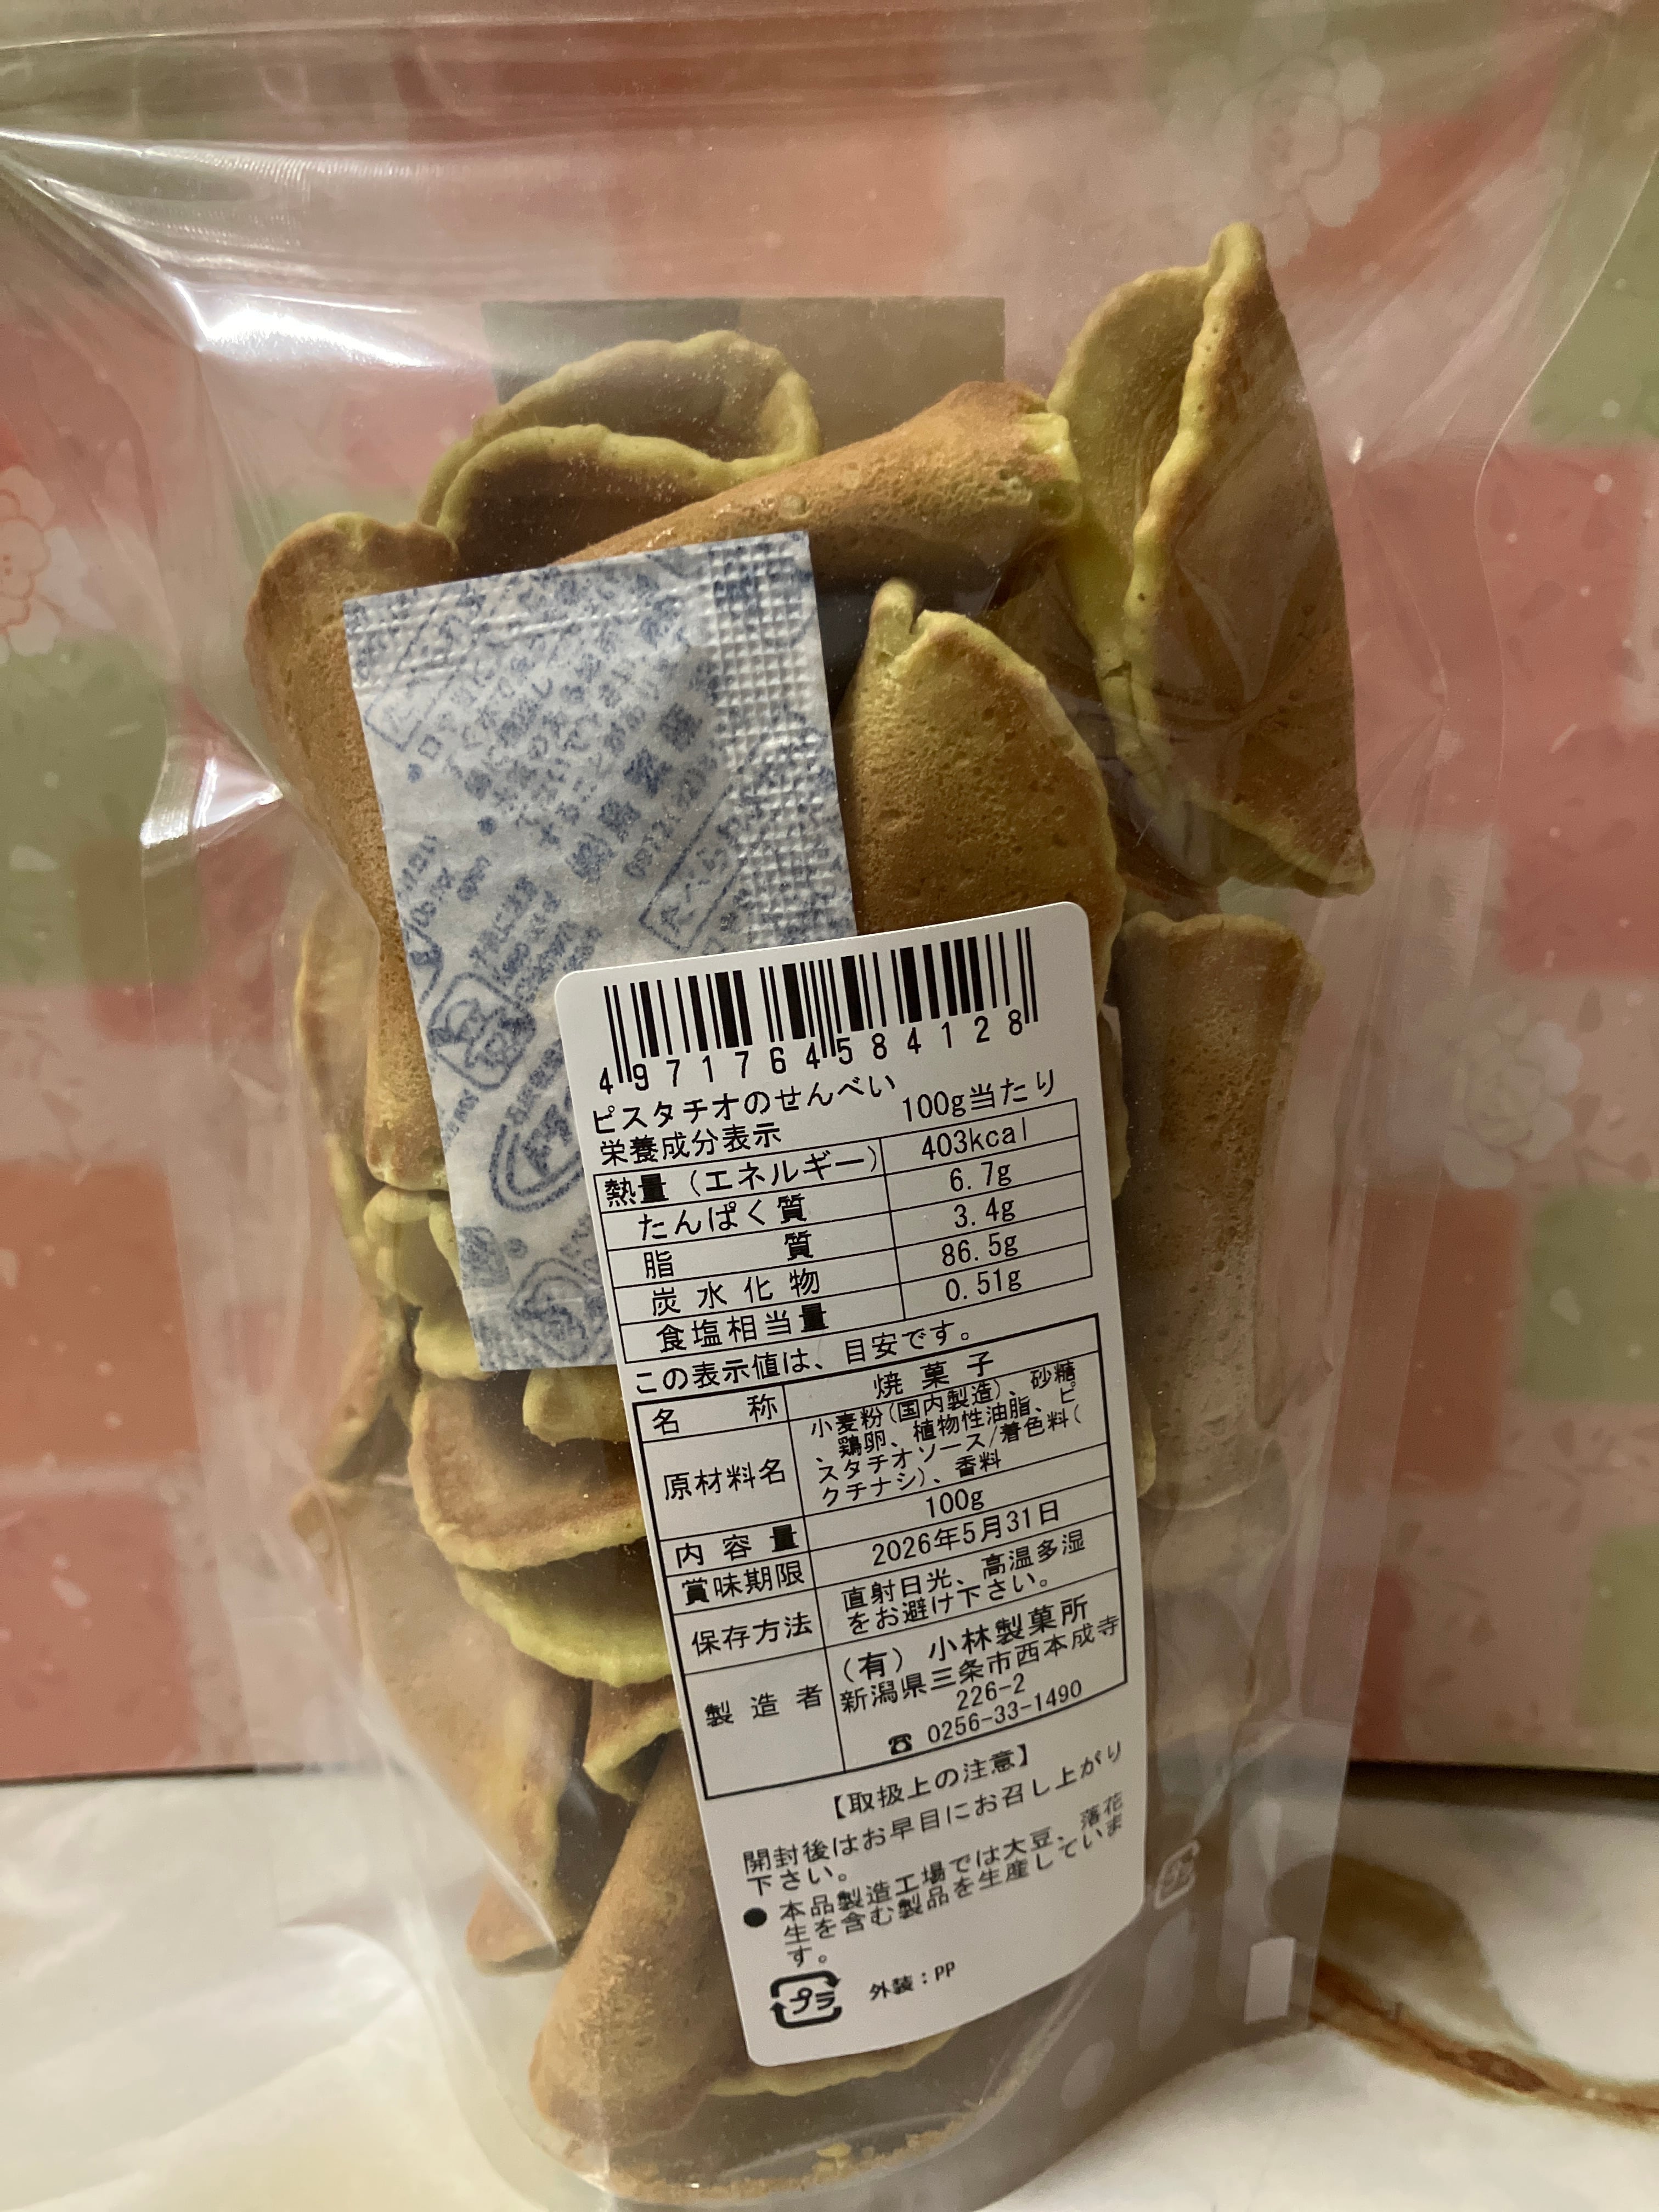 4971764584128
ピスタチオのせんべい
栄養成分表示 100g当たり
熱量（エネルギー） 403kcal
たんぱく質 6.7g
脂質 3.4g
炭水化物 86.5g
食塩相当量 0.51g
この表示値は、目安です。
名称 焼菓子
原材料名 小麦粉(国内製造)、砂糖
、鶏卵、植物性油脂、ピ
スタチオソース/着色料(
クチナシ)、香料
内容量 100g
賞味期限 2026年5月31日
保存方法 直射日光、高温多湿
をお避け下さい。
製造者 （有）小林製菓所
新潟県三条市西本成寺
226-2
☎ 0256-33-1490
【取扱上の注意】
開封後はお早目にお召し上がり
下さい。
● 本品製造工場では大豆、落花
生を含む製品を生産していま
す。
プラ 外装：PP